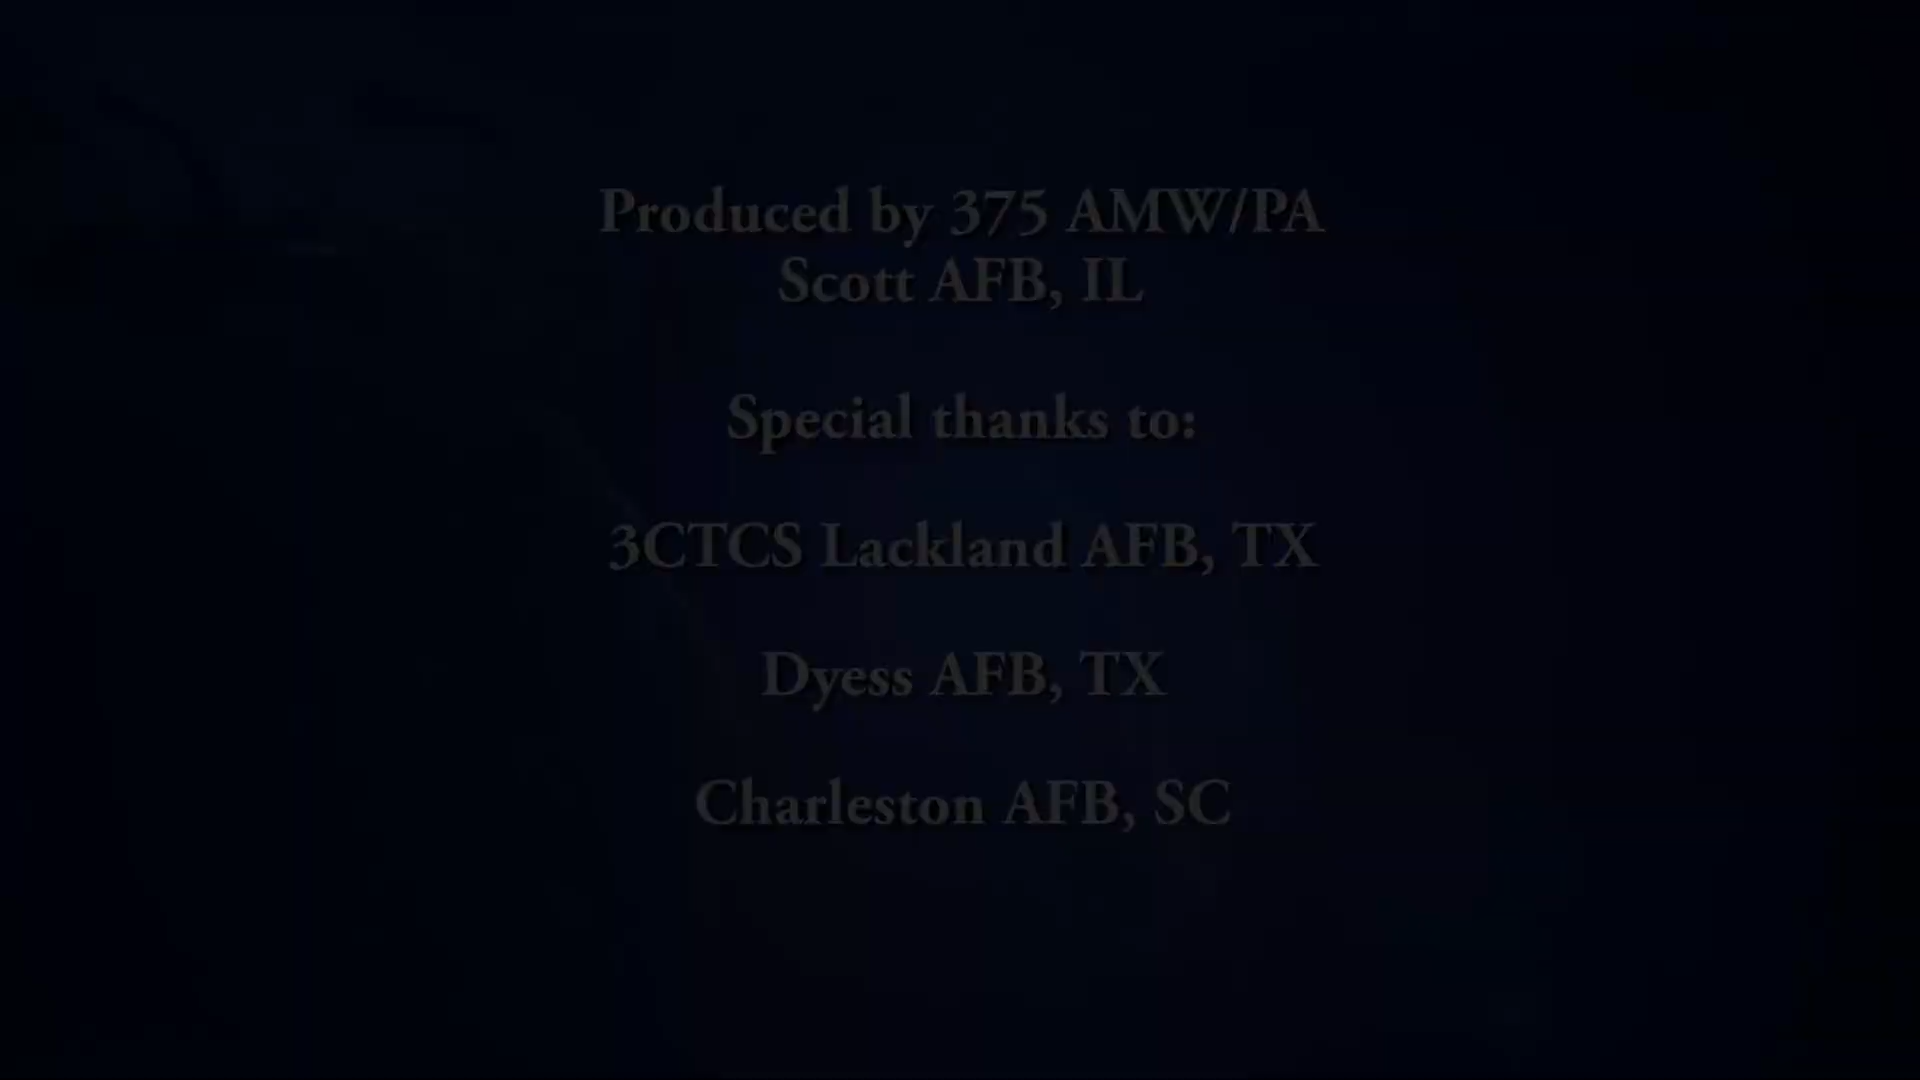 Produced by 375 AMW/PA
Scott AFB, IL
Special thanks to:
3CTCS Lackland AFB, TX
Dyess AFB, TX
Charleston AFB, SC